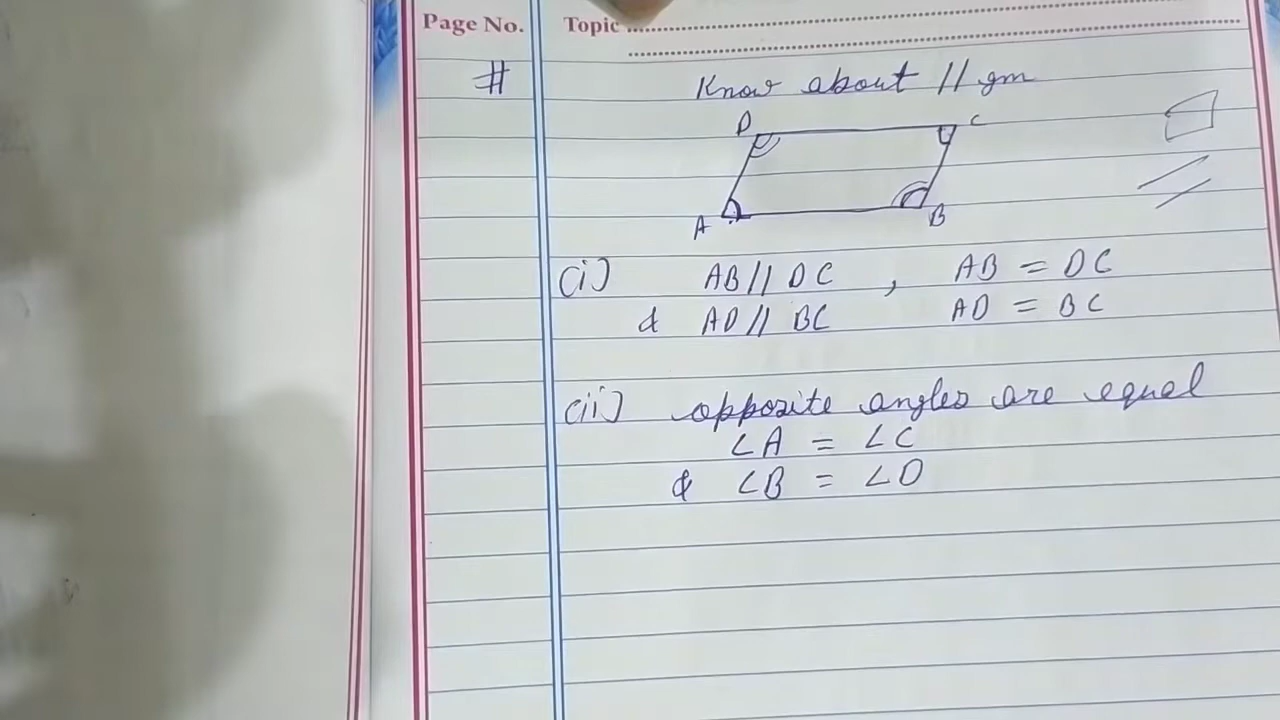 Page No. Topic
# Know about // gm
D C
A B
(i) AB // DC , AB = DC
& AD // BC AD = BC
(ii) opposite angles are equal
∠A = ∠C
& ∠B = ∠D